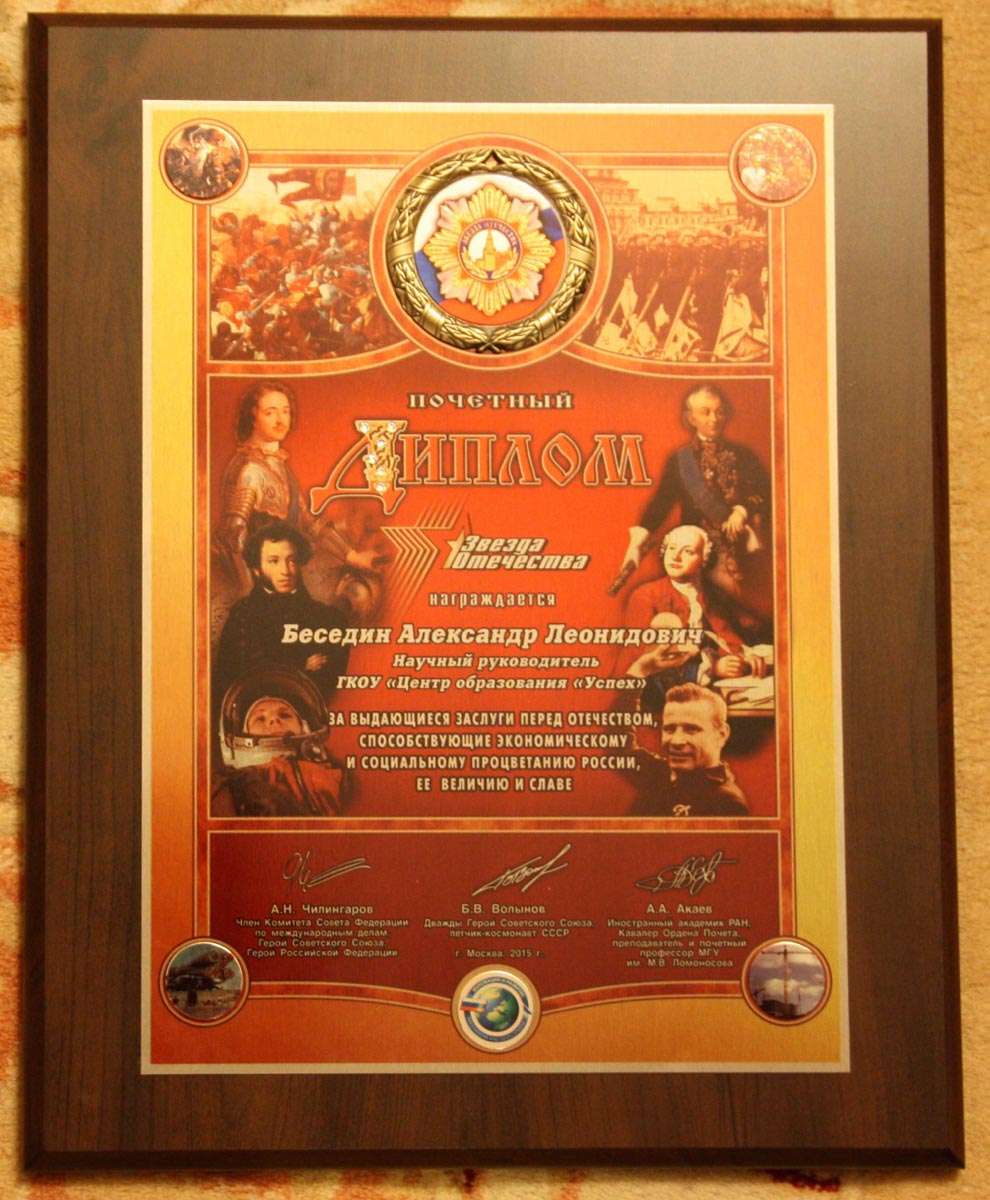 ЗВЕЗДА ОТЕЧЕСТВА
ПОЧЕТНЫЙ
ДИПЛОМ
Звезда
Отечества
награждается
Беседин Александр Леонидович
Научный руководитель
ГКОУ «Центр образования «Успех»
ЗА ВЫДАЮЩИЕСЯ ЗАСЛУГИ ПЕРЕД ОТЕЧЕСТВОМ,
СПОСОБСТВУЮЩИЕ ЭКОНОМИЧЕСКОМУ
И СОЦИАЛЬНОМУ ПРОЦВЕТАНИЮ РОССИИ,
ЕЕ ВЕЛИЧИЮ И СЛАВЕ
А.Н. Чилингаров
Член Комитета Совета Федерации
по международным делам.
Герой Советского Союза.
Герой Российской Федерации
Б.В. Волынов
Дважды Герой Советского Союза.
летчик-космонавт СССР
г. Москва, 2015 г.
А.А. Акаев
Иностранный академик РАН.
Кавалер Ордена Почета.
преподаватель и почетный
профессор МГУ
им. М.В. Ломоносова